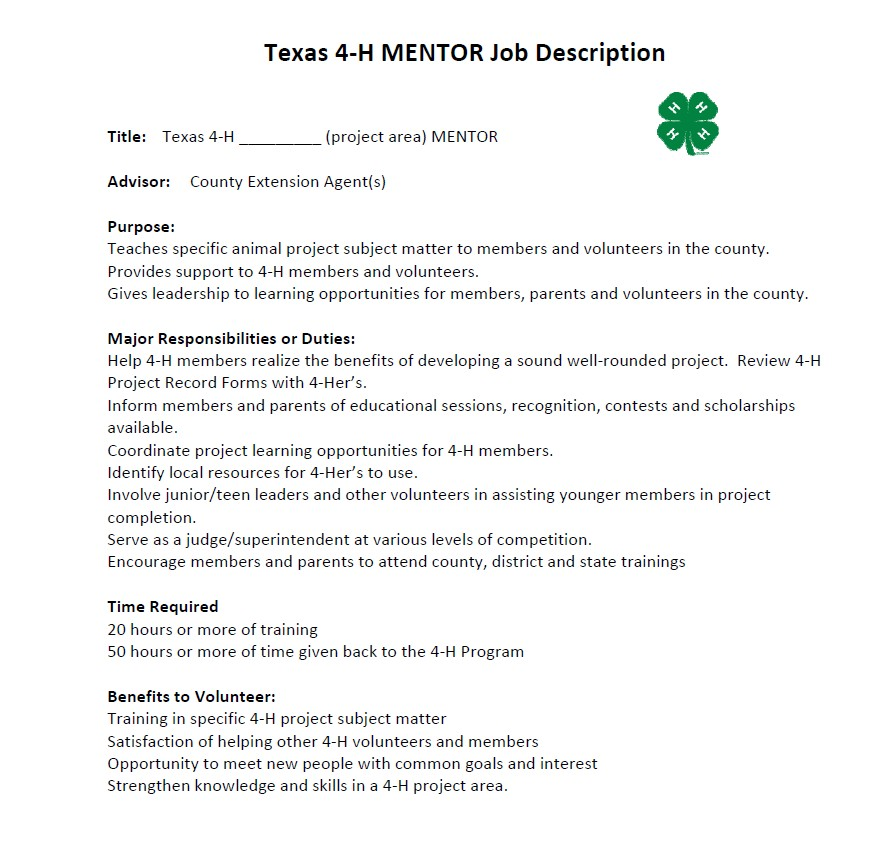 Texas 4-H MENTOR Job Description
Title: Texas 4-H _________ (project area) MENTOR
H H
H H
Advisor: County Extension Agent(s)
Purpose:
Teaches specific animal project subject matter to members and volunteers in the county.
Provides support to 4-H members and volunteers.
Gives leadership to learning opportunities for members, parents and volunteers in the county.
Major Responsibilities or Duties:
Help 4-H members realize the benefits of developing a sound well-rounded project. Review 4-H
Project Record Forms with 4-Her’s.
Inform members and parents of educational sessions, recognition, contests and scholarships
available.
Coordinate project learning opportunities for 4-H members.
Identify local resources for 4-Her’s to use.
Involve junior/teen leaders and other volunteers in assisting younger members in project
completion.
Serve as a judge/superintendent at various levels of competition.
Encourage members and parents to attend county, district and state trainings
Time Required
20 hours or more of training
50 hours or more of time given back to the 4-H Program
Benefits to Volunteer:
Training in specific 4-H project subject matter
Satisfaction of helping other 4-H volunteers and members
Opportunity to meet new people with common goals and interest
Strengthen knowledge and skills in a 4-H project area.